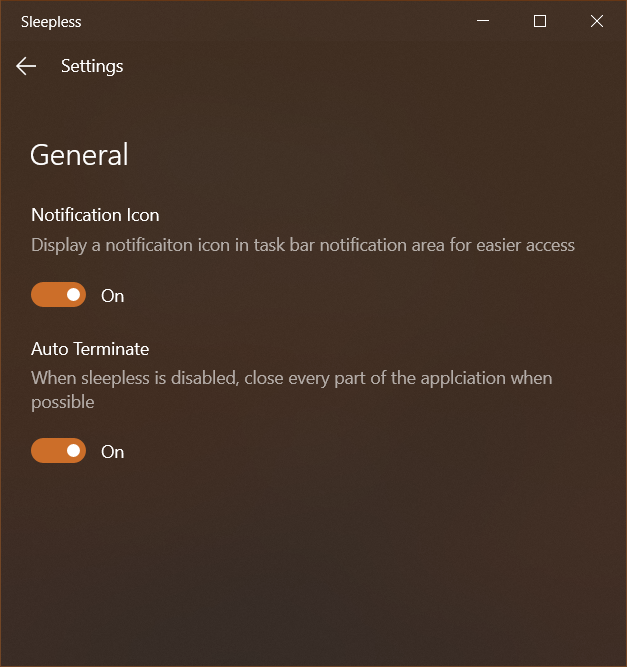 Sleepless
Settings
General
Notification Icon
Display a notificaiton icon in task bar notification area for easier access
On
Auto Terminate
When sleepless is disabled, close every part of the applciation when
possible
On